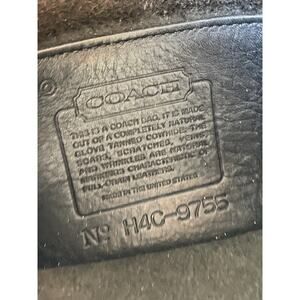 COACH
THIS IS A COACH BAG. IT IS MADE
OUT OF A COMPLETELY NATURAL
GLOVE TANNED COWHIDE. THE
SCARS, SCRATCHES, VEINS
AND WRINKLES ARE NATURAL
MARKINGS CHARACTERISTIC OF
FULL GRAIN LEATHERS.
MADE IN THE UNITED STATES
No H4C-9755